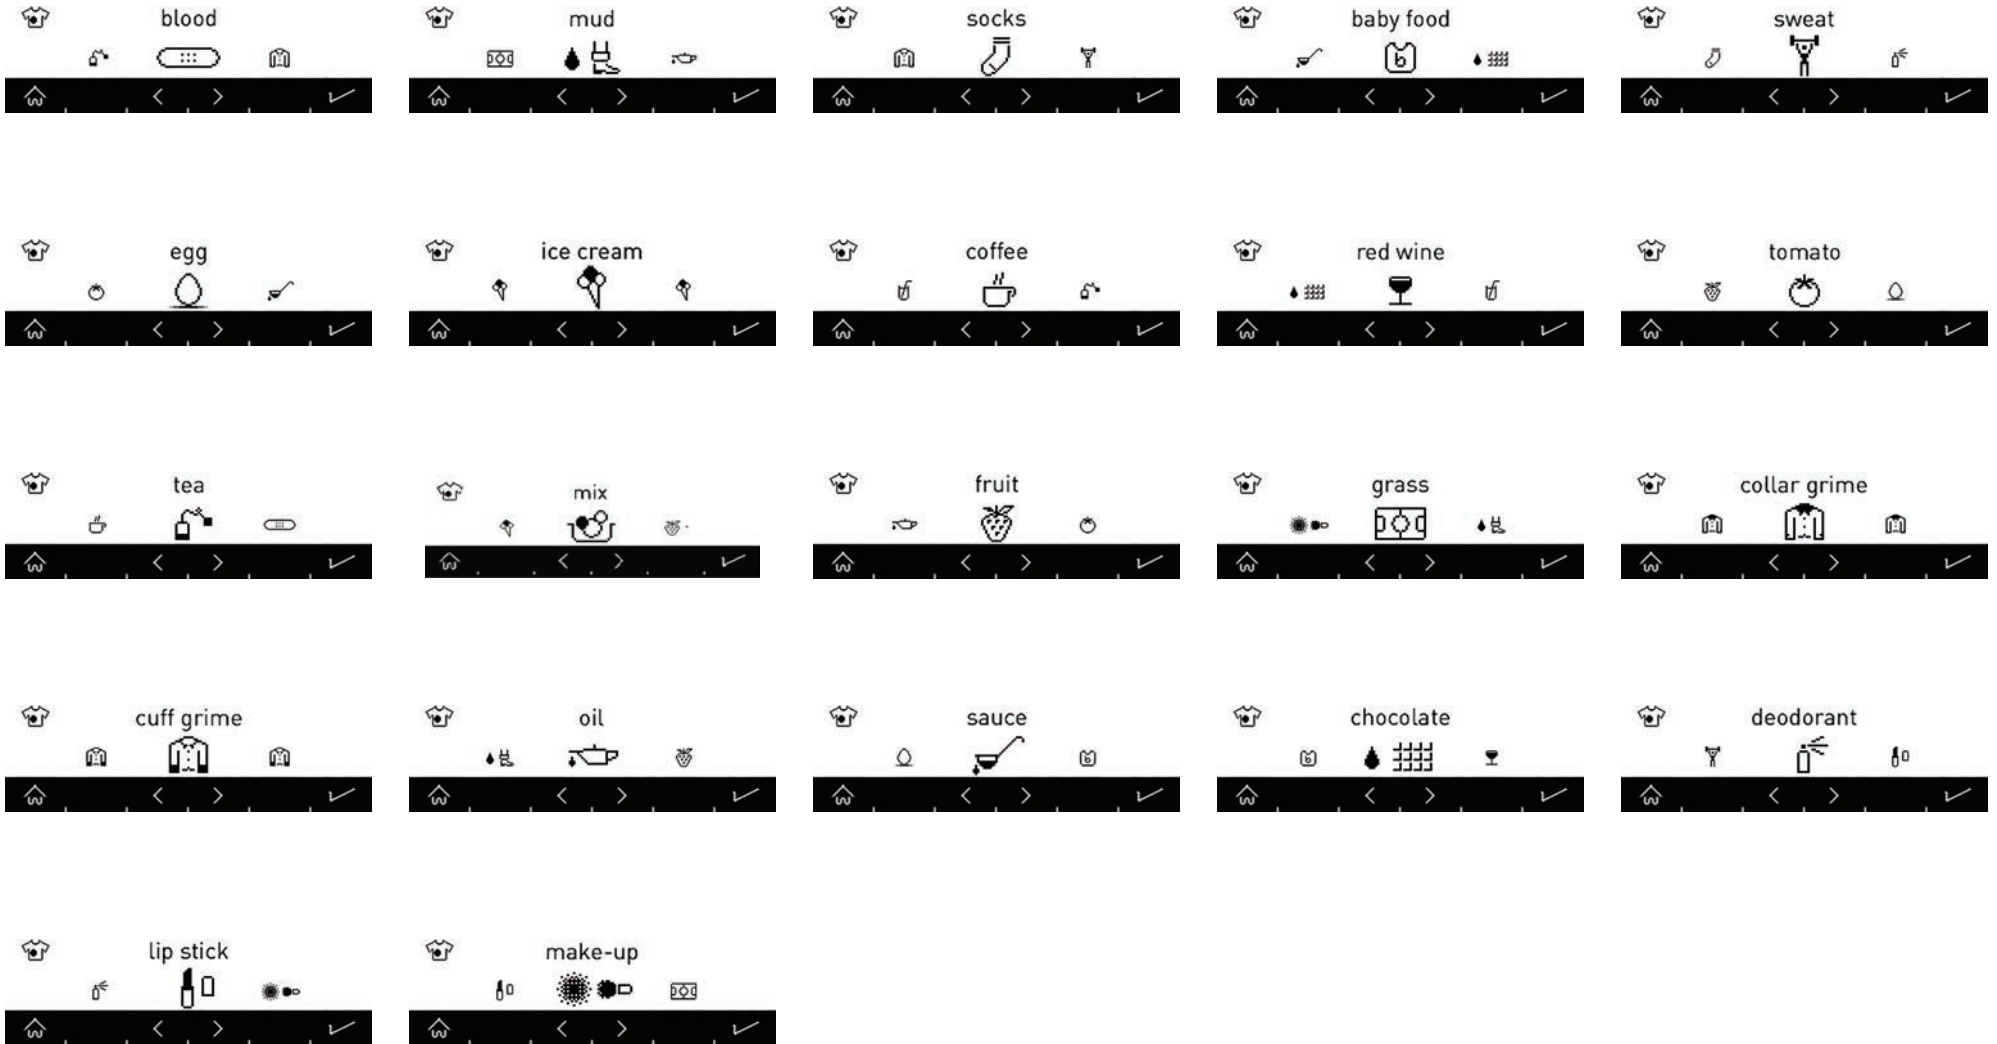 blood
mud
socks
baby food
sweat
egg
ice cream
coffee
red wine
tomato
tea
mix
fruit
grass
collar grime
cuff grime
oil
sauce
chocolate
deodorant
lip stick
make-up